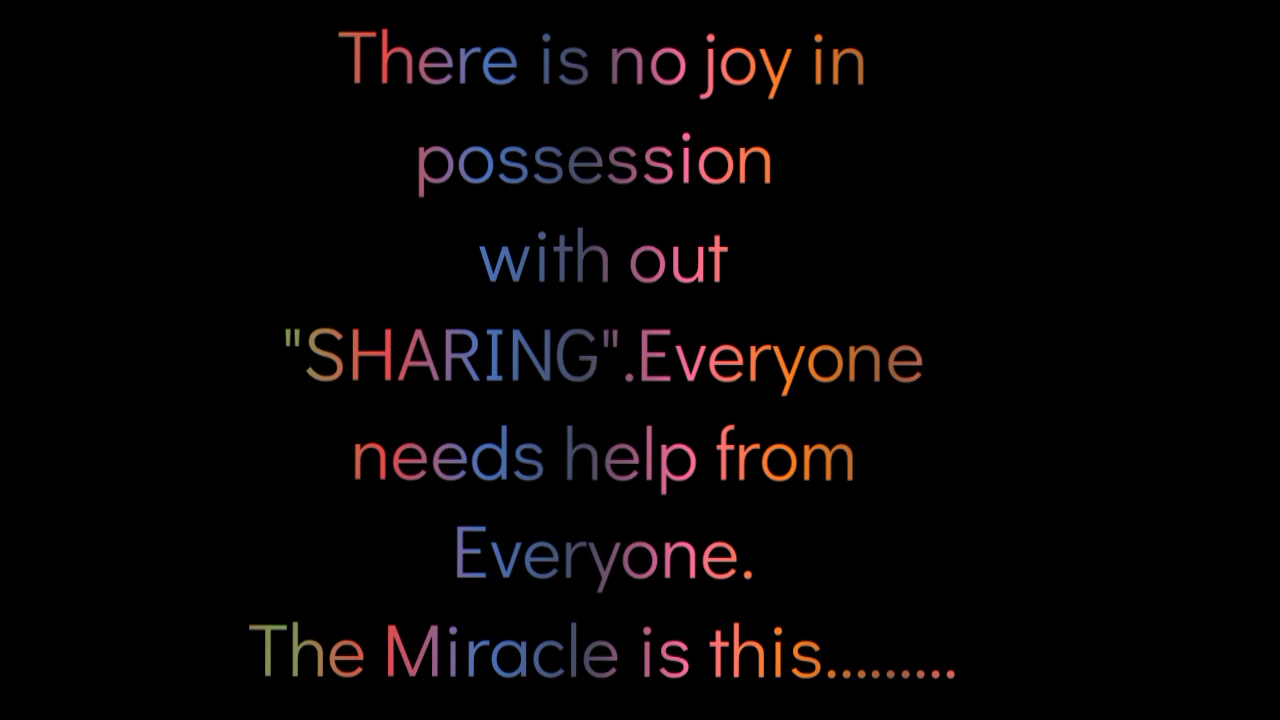 There is no joy in
possession
with out
"SHARING".Everyone
needs help from
Everyone.
The Miracle is this.........